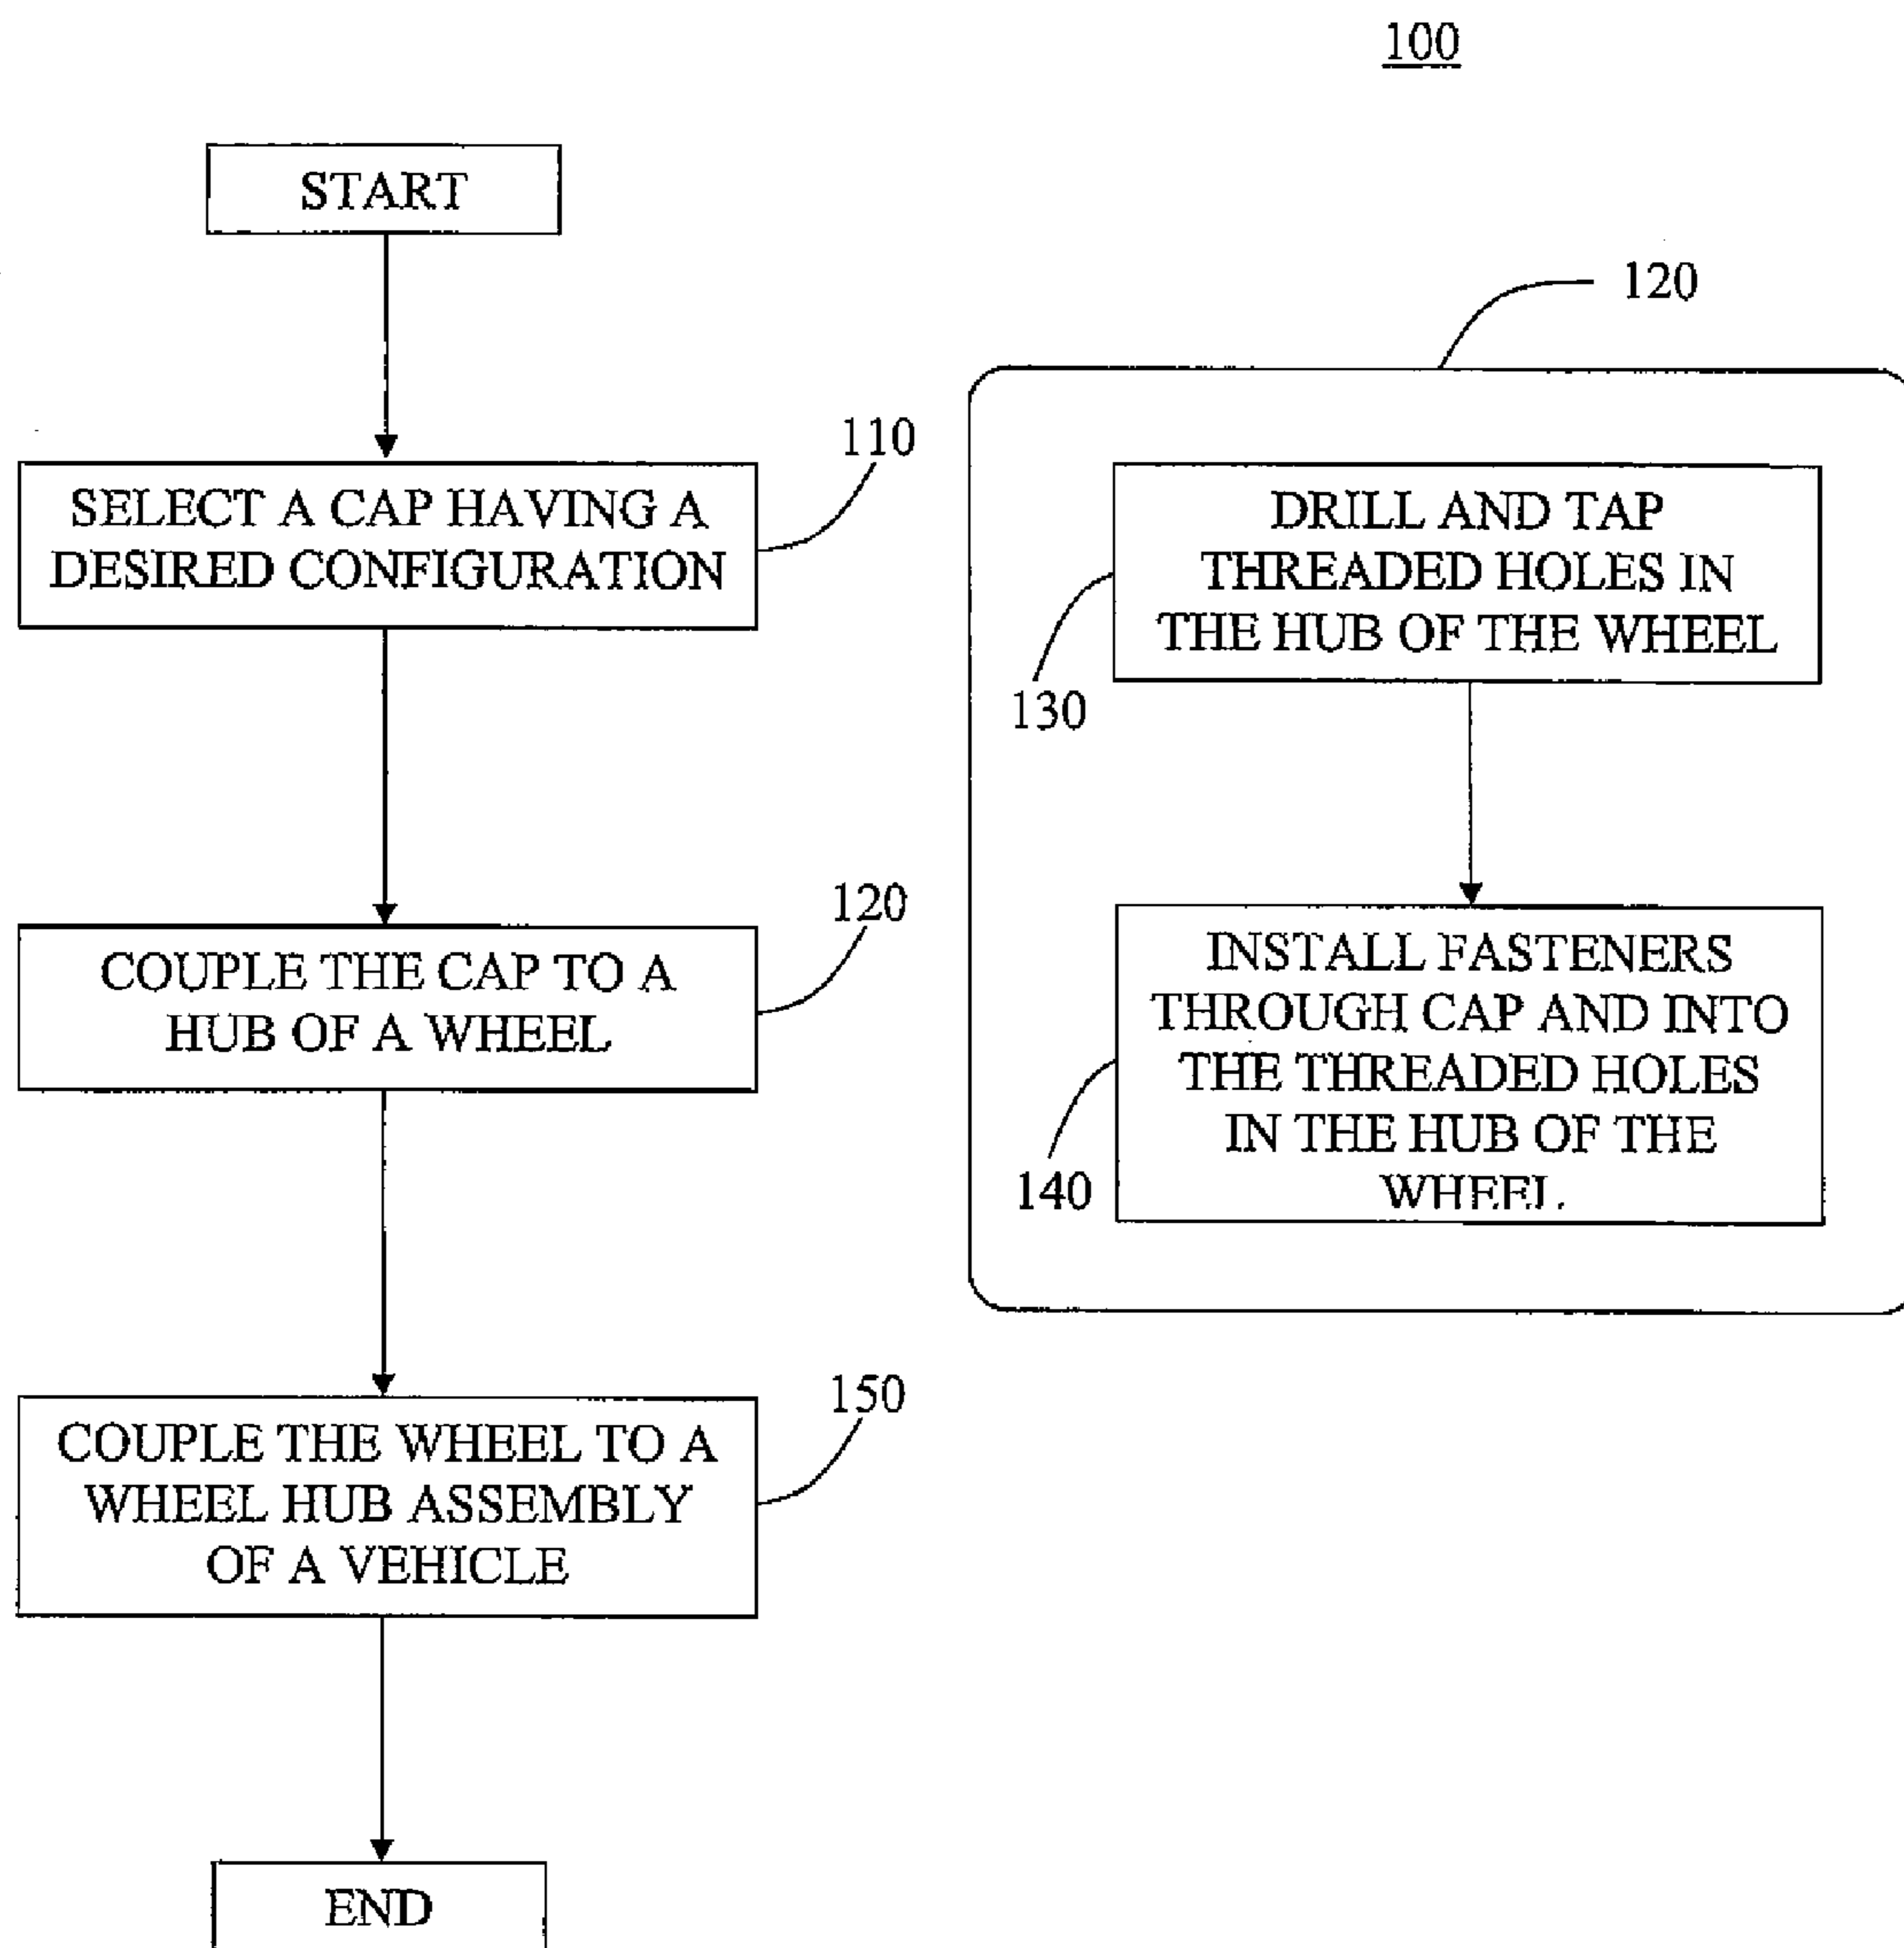 100
START
110
SELECT A CAP HAVING A
DESIRED CONFIGURATION
120
COUPLE THE CAP TO A
HUB OF A WHEEL
150
COUPLE THE WHEEL TO A
WHEEL HUB ASSEMBLY
OF A VEHICLE
END
120
DRILL AND TAP
THREADED HOLES IN
THE HUB OF THE WHEEL
130
INSTALL FASTENERS
THROUGH CAP AND INTO
THE THREADED HOLES
IN THE HUB OF THE
WHEEL.
140